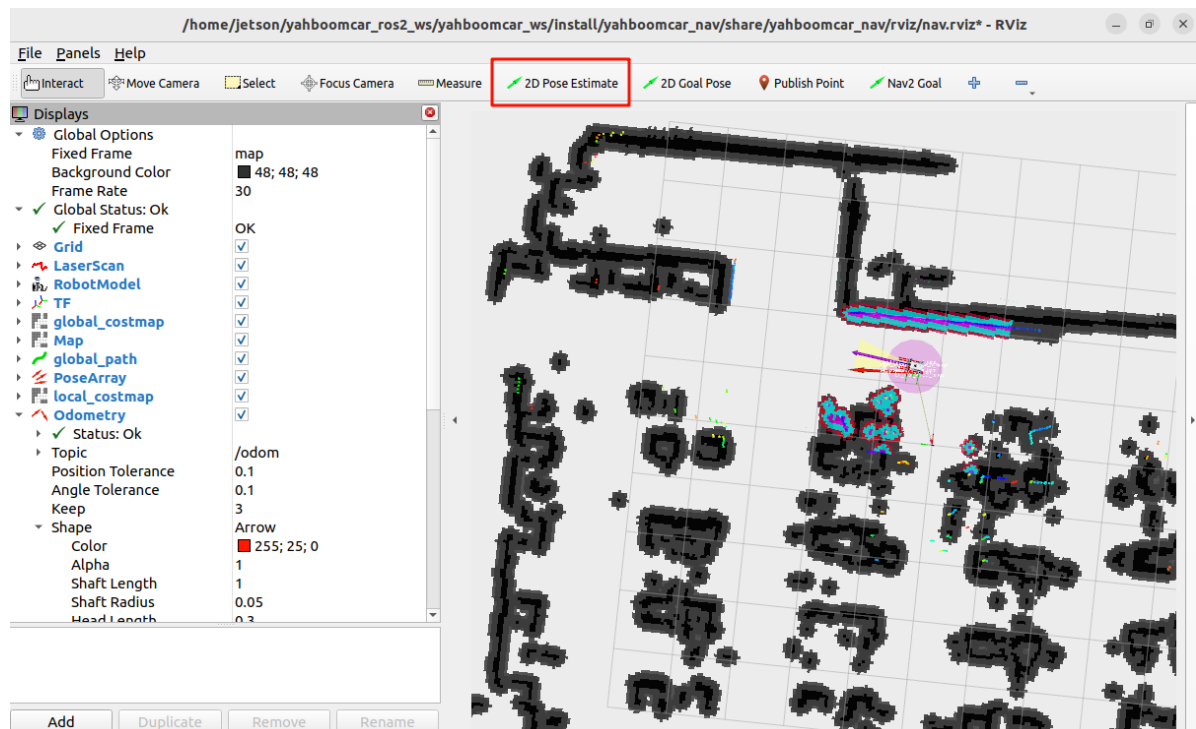 /home/jetson/yahboomcar_ros2_ws/yahboomcar_ws/install/yahboomcar_nav/share/yahboomcar_nav/rviz/nav.rviz* - RViz
File Panels Help
Interact Move Camera Select Focus Camera Measure 2D Pose Estimate 2D Goal Pose Publish Point Nav2 Goal
Displays
Global Options
Fixed Frame map
Background Color 48; 48; 48
Frame Rate 30
Global Status: Ok
Fixed Frame OK
Grid
LaserScan
RobotModel
TF
global_costmap
Map
global_path
PoseArray
local_costmap
Odometry
Status: Ok
Topic /odom
Position Tolerance 0.1
Angle Tolerance 0.1
Keep 3
Shape Arrow
Color 255; 25; 0
Alpha 1
Shaft Length 1
Shaft Radius 0.05
Head Length 0.3
Add Duplicate Remove Rename